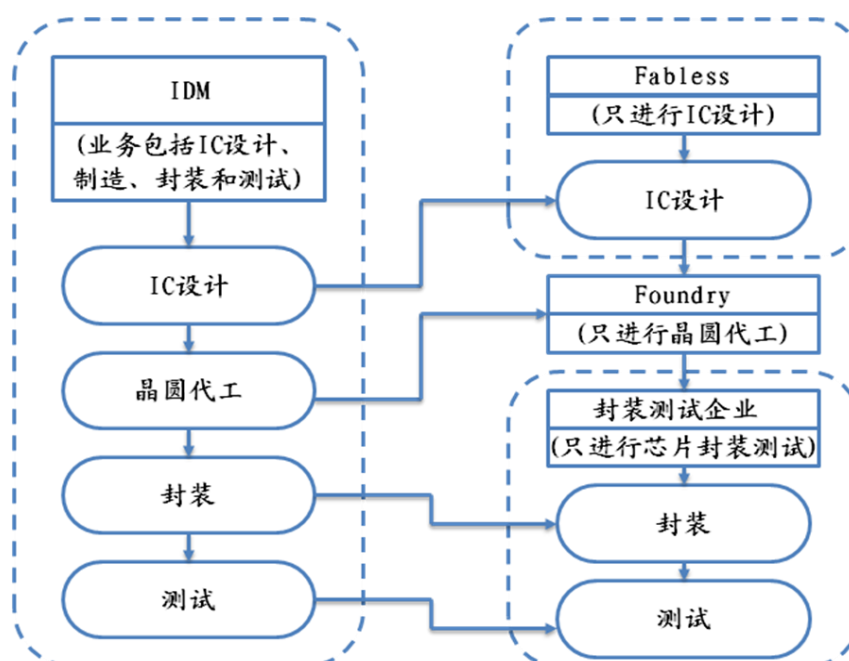 IDM
(业务包括IC设计、
制造、封装和测试)
IC设计
晶圆代工
封装
测试
Fabless
(只进行IC设计)
IC设计
Foundry
(只进行晶圆代工)
封装测试企业
(只进行芯片封装测试)
封装
测试